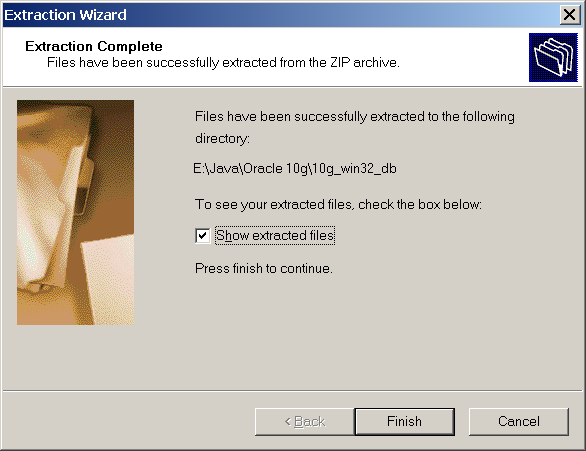 Extraction Wizard
Extraction Complete
Files have been successfully extracted from the ZIP archive.
Files have been successfully extracted to the following
directory:
E:\Java\Oracle 10g\10g_win32_db
To see your extracted files, check the box below:
Show extracted files
Press finish to continue.
< Back
Finish
Cancel